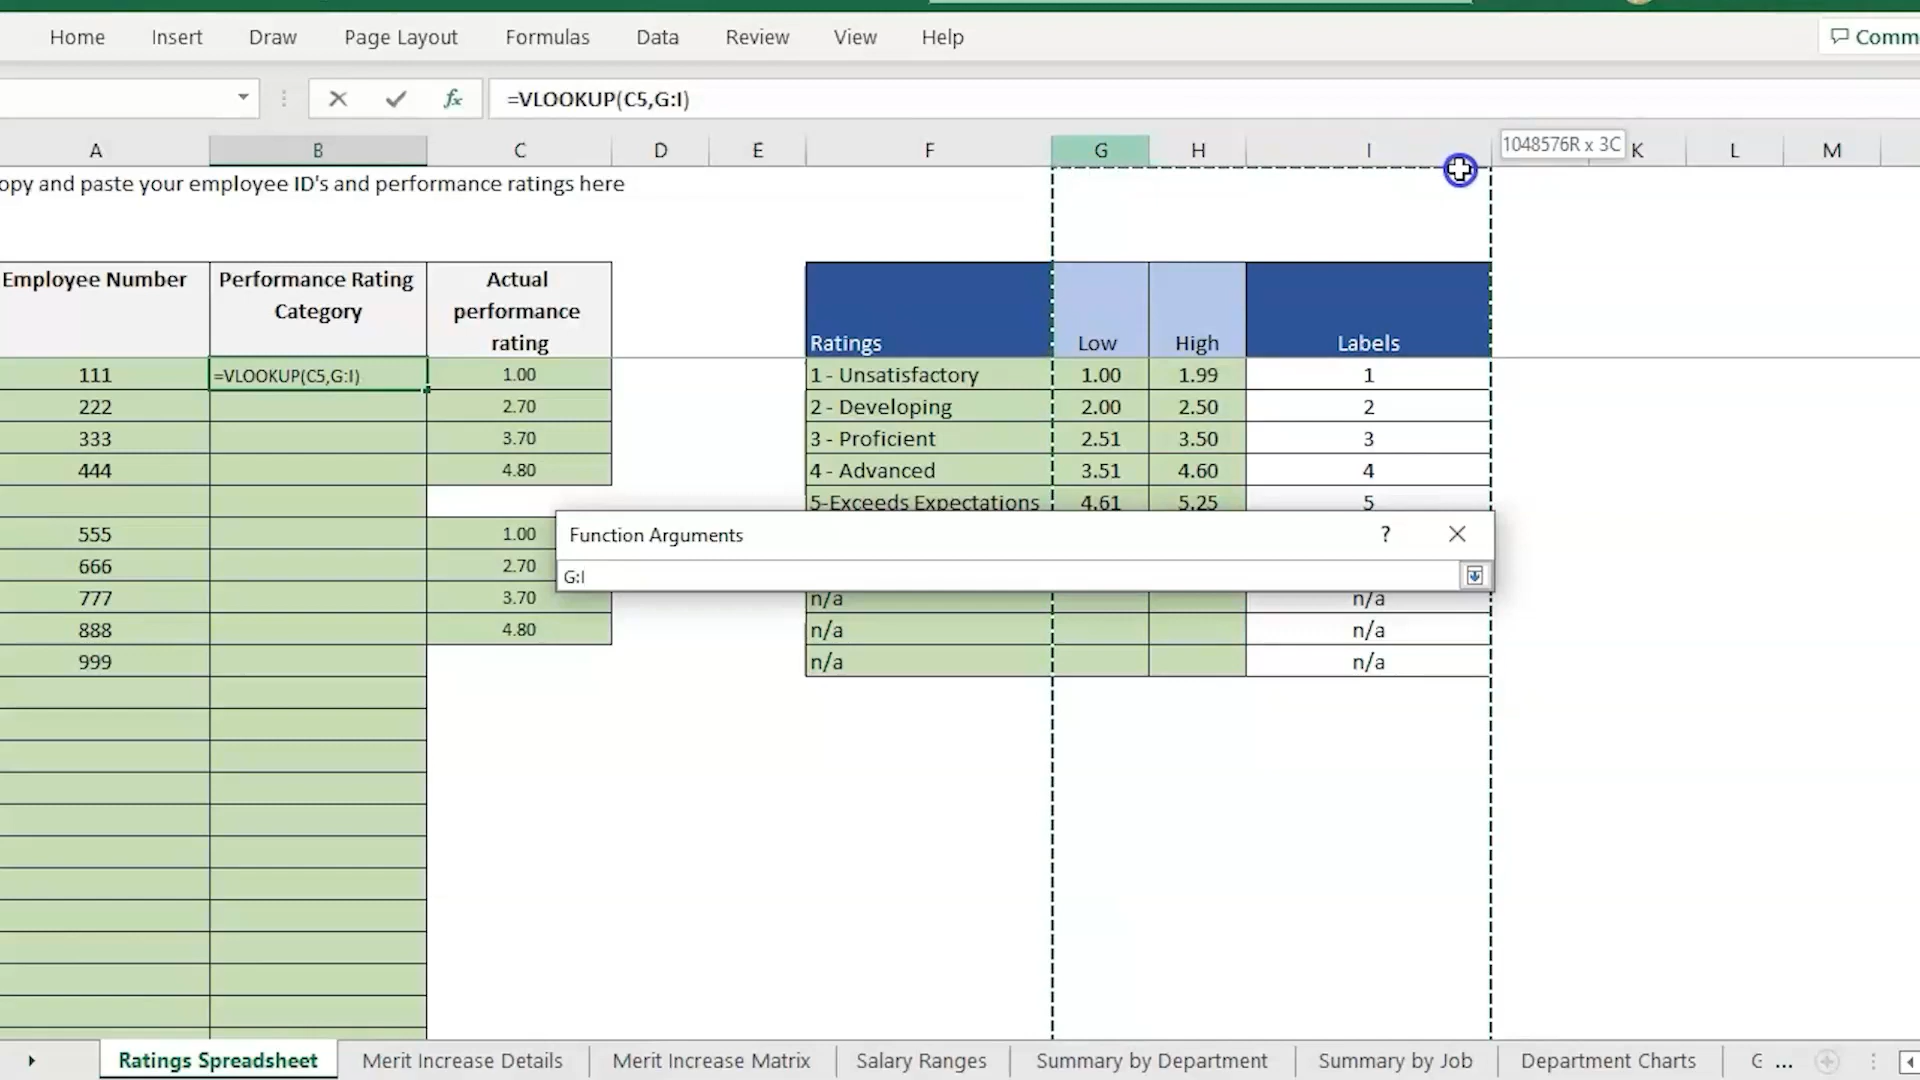 Home Insert Draw Page Layout Formulas Data Review View Help Comm
fx =VLOOKUP(C5,G:I)
1048576R x 3C
A B C D E F G H I K L M
opy and paste your employee ID's and performance ratings here
Employee Number Performance Rating Category Actual performance rating
Ratings Low High Labels
111 =VLOOKUP(C5,G:I) 1.00 1 - Unsatisfactory 1.00 1.99 1
222 2.70 2 - Developing 2.00 2.50 2
333 3.70 3 - Proficient 2.51 3.50 3
444 4.80 4 - Advanced 3.51 4.60 4
5-Exceeds Expectations 4.61 5.25 5
555 1.00 Function Arguments ?
666 2.70 G:I
777 3.70 n/a n/a
888 4.80 n/a n/a
999 n/a n/a
Ratings Spreadsheet Merit Increase Details Merit Increase Matrix Salary Ranges Summary by Department Summary by Job Department Charts ...